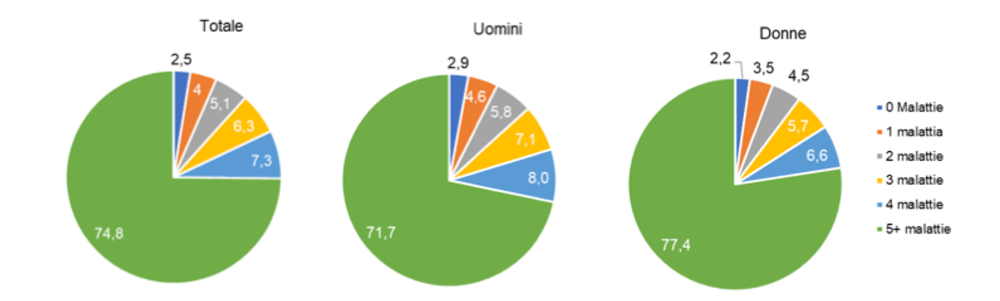 Totale
2,5
4
5,1
6,3
7,3
74,8
Uomini
2,9
4,6
5,8
7,1
8,0
71,7
Donne
2,2
3,5
4,5
5,7
6,6
77,4
0 Malattie
1 malattia
2 malattie
3 malattie
4 malattie
5+ malattie